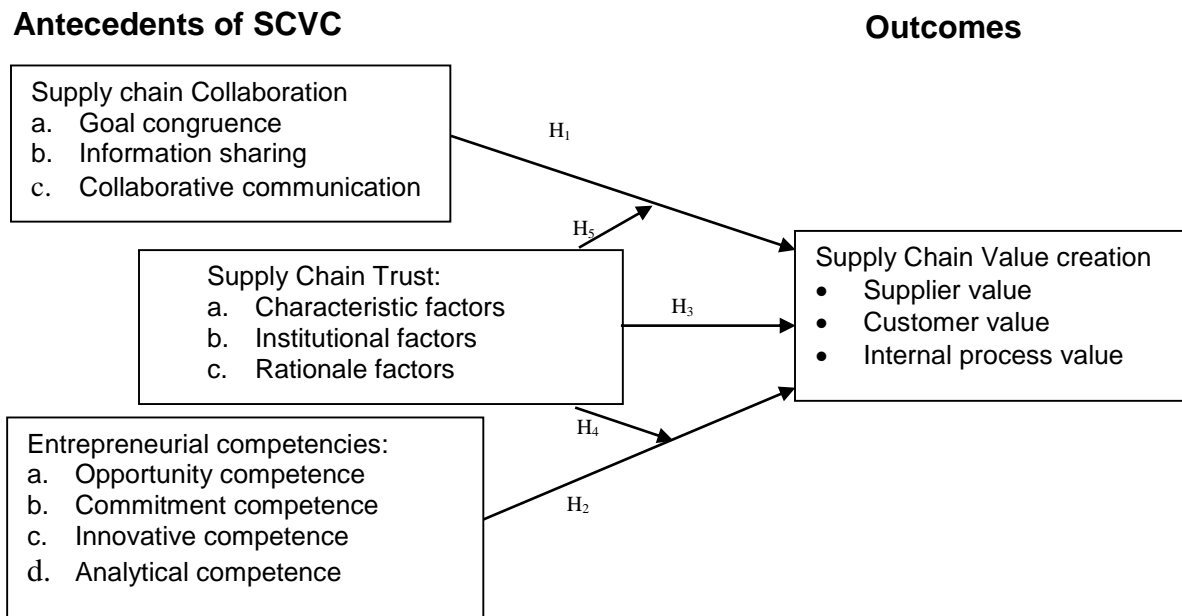 Antecedents of SCVC
Outcomes
Supply chain Collaboration
a. Goal congruence
b. Information sharing
c. Collaborative communication
H₁
H₅
Supply Chain Trust:
a. Characteristic factors
b. Institutional factors
c. Rationale factors
H₃
Supply Chain Value creation
• Supplier value
• Customer value
• Internal process value
H₄
Entrepreneurial competencies:
a. Opportunity competence
b. Commitment competence
c. Innovative competence
d. Analytical competence
H₂